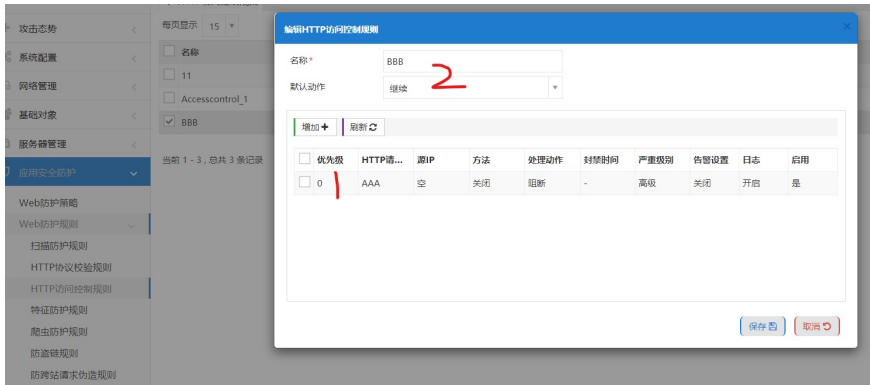 攻击态势
系统配置
网络管理
基础对象
服务器管理
应用安全防护
Web防护策略
Web防护规则
扫描防护规则
HTTP协议校验规则
HTTP访问控制规则
特征防护规则
爬虫防护规则
防盗链规则
防跨站请求伪造规则
每页显示 15
名称
11
Accesscontrol_1
BBB
当前 1 - 3 , 总共 3 条记录
编辑HTTP访问控制规则
名称* BBB
默认动作 继续
2
增加 刷新
优先级 HTTP请... 源IP 方法 处理动作 封禁时间 严重级别 告警设置 日志 启用
0 AAA 空 关闭 阻断 - 高级 关闭 开启 是
1
保存 取消